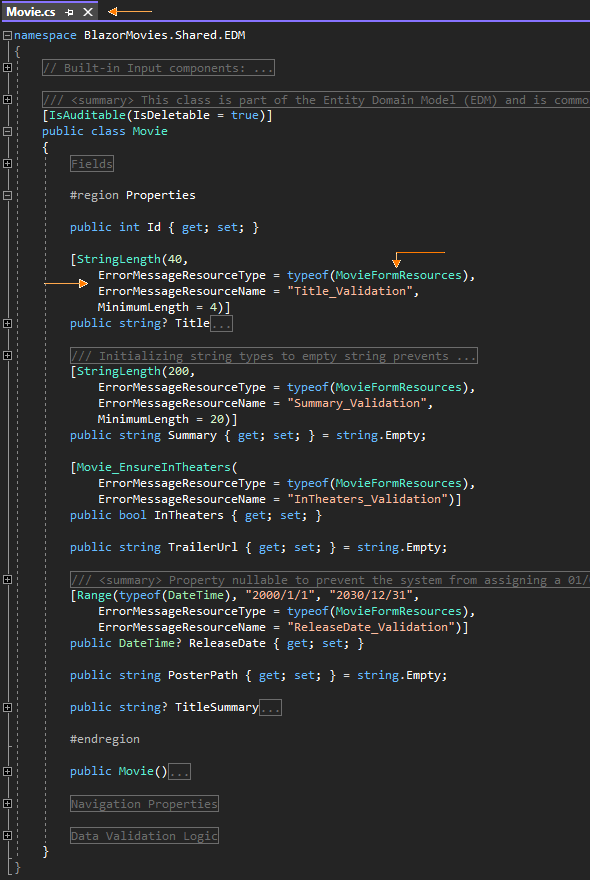 Movie.cs
namespace BlazorMovies.Shared.EDM
{
// Built-in Input components: ...
/// <summary> This class is part of the Entity Domain Model (EDM) and is commo
[IsAuditable(IsDeletable = true)]
public class Movie
{
Fields
#region Properties
public int Id { get; set; }
[StringLength(40,
ErrorMessageResourceType = typeof(MovieFormResources),
ErrorMessageResourceName = "Title_Validation",
MinimumLength = 4)]
public string? Title...
/// Initializing string types to empty string prevents ...
[StringLength(200,
ErrorMessageResourceType = typeof(MovieFormResources),
ErrorMessageResourceName = "Summary_Validation",
MinimumLength = 20)]
public string Summary { get; set; } = string.Empty;
[Movie_EnsureInTheaters(
ErrorMessageResourceType = typeof(MovieFormResources),
ErrorMessageResourceName = "InTheaters_Validation")]
public bool InTheaters { get; set; }
public string TrailerUrl { get; set; } = string.Empty;
/// <summary> Property nullable to prevent the system from assigning a 01/
[Range(typeof(DateTime), "2000/1/1", "2030/12/31",
ErrorMessageResourceType = typeof(MovieFormResources),
ErrorMessageResourceName = "ReleaseDate_Validation")]
public DateTime? ReleaseDate { get; set; }
public string PosterPath { get; set; } = string.Empty;
public string? TitleSummary...
#endregion
public Movie()...
Navigation Properties
Data Validation Logic
}
}